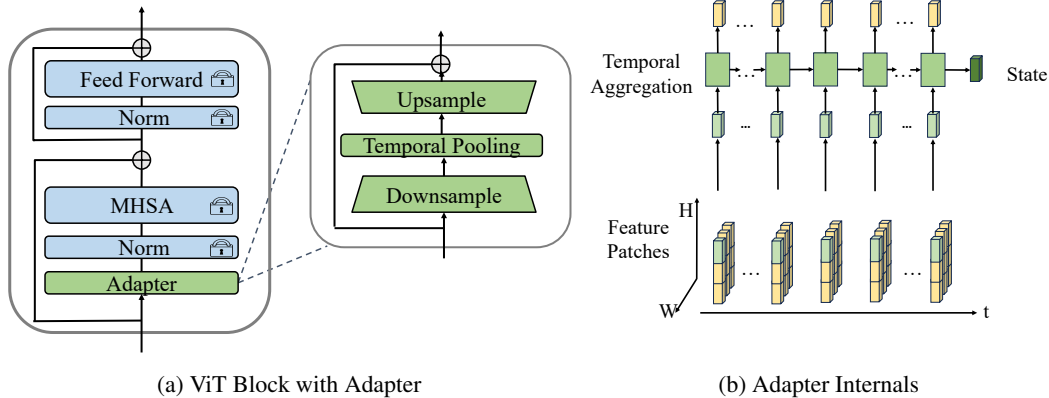 Feed Forward
Norm
MHSA
Norm
Adapter
Upsample
Temporal Pooling
Downsample
(a) ViT Block with Adapter
...
...
Temporal
Aggregation
...
...
State
...
...
Feature
Patches
H
...
...
W
t
(b) Adapter Internals